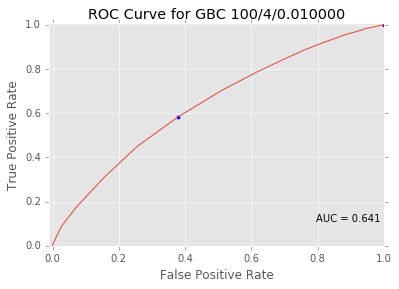 ROC Curve for GBC 100/4/0.010000
1.0
0.8
0.6
0.4
0.2
0.0
True Positive Rate
AUC = 0.641
0.0 0.2 0.4 0.6 0.8 1.0
False Positive Rate